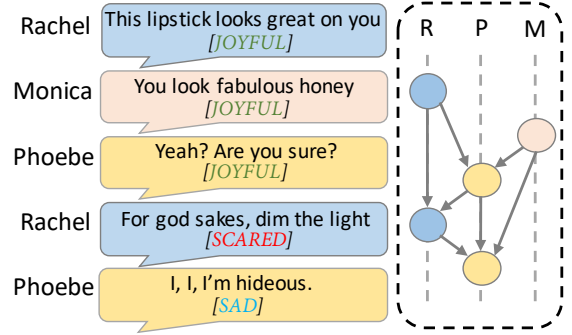 Rachel
This lipstick looks great on you
[JOYFUL]
Monica
You look fabulous honey
[JOYFUL]
Phoebe
Yeah? Are you sure?
[JOYFUL]
Rachel
For god sakes, dim the light
[SCARED]
Phoebe
I, I, I’m hideous.
[SAD]
R P M